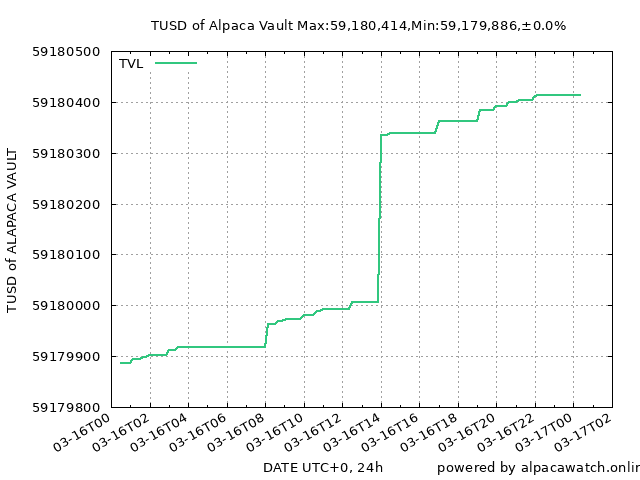 TUSD of Alpaca Vault Max:59,180,414,Min:59,179,886,±0.0%
TVL
59180500
59180400
59180300
59180200
59180100
59180000
59179900
59179800
TUSD of ALAPACA VAULT
03-16T00
03-16T02
03-16T04
03-16T06
03-16T08
03-16T10
03-16T12
03-16T14
03-16T16
03-16T18
03-16T20
03-16T22
03-17T00
03-17T02
DATE UTC+0, 24h
powered by alpacawatch.onlin